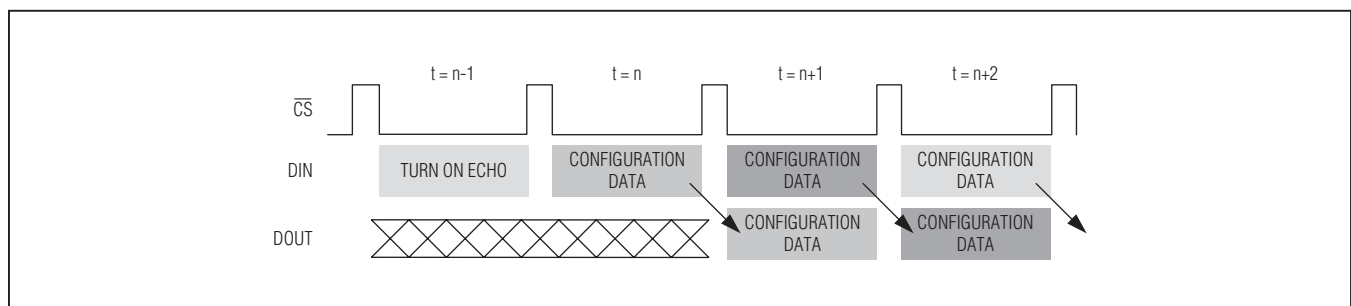 t = n-1 t = n t = n+1 t = n+2
CS
DIN TURN ON ECHO CONFIGURATION DATA CONFIGURATION DATA CONFIGURATION DATA
DOUT CONFIGURATION DATA CONFIGURATION DATA